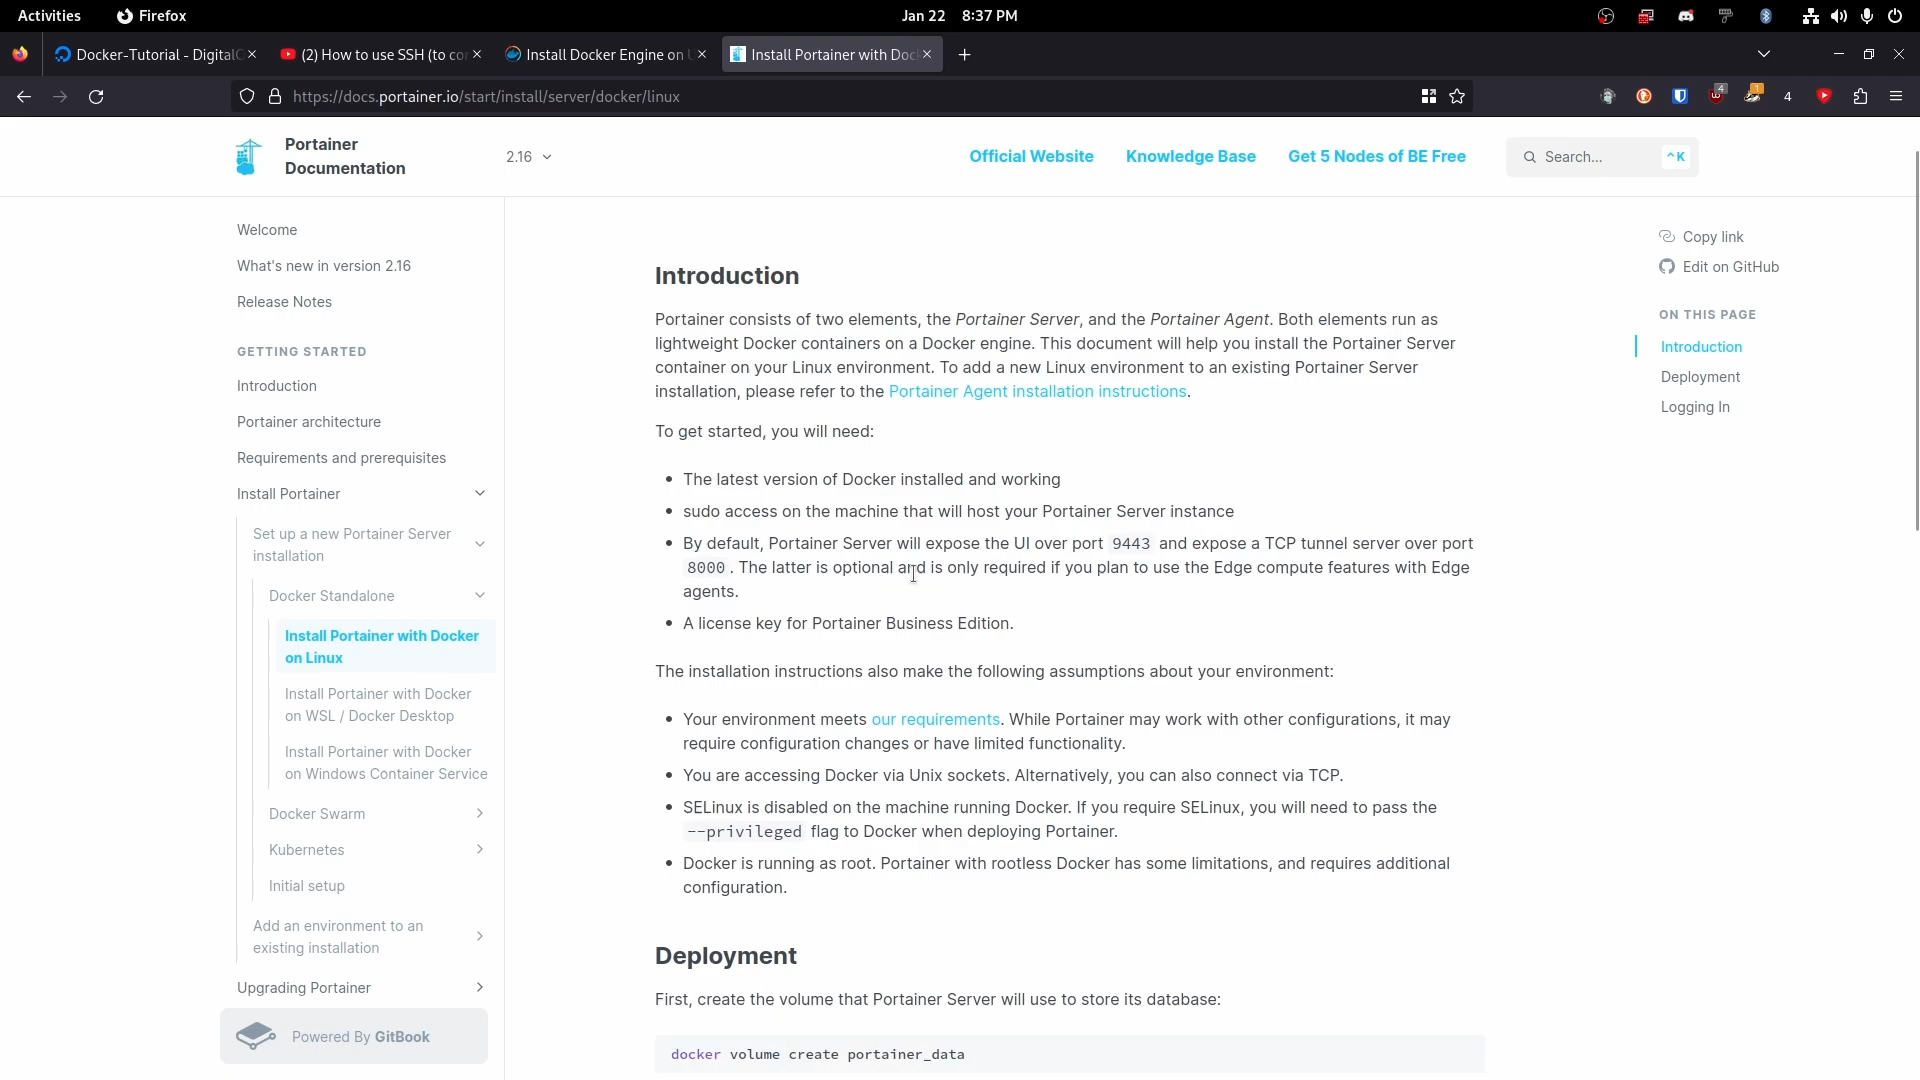 Activities
Firefox
Jan 22 8:37 PM
Docker-Tutorial - Digital
(2) How to use SSH (to co
Install Docker Engine on
Install Portainer with Doc
https://docs.portainer.io/start/install/server/docker/linux
4
1
4
Portainer
Documentation
2.16
Official Website
Knowledge Base
Get 5 Nodes of BE Free
Search...
⌃K
Welcome
What's new in version 2.16
Release Notes
GETTING STARTED
Introduction
Portainer architecture
Requirements and prerequisites
Install Portainer
Set up a new Portainer Server
installation
Docker Standalone
Install Portainer with Docker
on Linux
Install Portainer with Docker
on WSL / Docker Desktop
Install Portainer with Docker
on Windows Container Service
Docker Swarm
Kubernetes
Initial setup
Add an environment to an
existing installation
Upgrading Portainer
Powered By GitBook
Introduction
Portainer consists of two elements, the Portainer Server, and the Portainer Agent. Both elements run as
lightweight Docker containers on a Docker engine. This document will help you install the Portainer Server
container on your Linux environment. To add a new Linux environment to an existing Portainer Server
installation, please refer to the Portainer Agent installation instructions.
To get started, you will need:
The latest version of Docker installed and working
sudo access on the machine that will host your Portainer Server instance
By default, Portainer Server will expose the UI over port 9443 and expose a TCP tunnel server over port
8000. The latter is optional and is only required if you plan to use the Edge compute features with Edge
agents.
A license key for Portainer Business Edition.
The installation instructions also make the following assumptions about your environment:
Your environment meets our requirements. While Portainer may work with other configurations, it may
require configuration changes or have limited functionality.
You are accessing Docker via Unix sockets. Alternatively, you can also connect via TCP.
SELinux is disabled on the machine running Docker. If you require SELinux, you will need to pass the
--privileged flag to Docker when deploying Portainer.
Docker is running as root. Portainer with rootless Docker has some limitations, and requires additional
configuration.
Deployment
First, create the volume that Portainer Server will use to store its database:
docker volume create portainer_data
Copy link
Edit on GitHub
ON THIS PAGE
Introduction
Deployment
Logging In